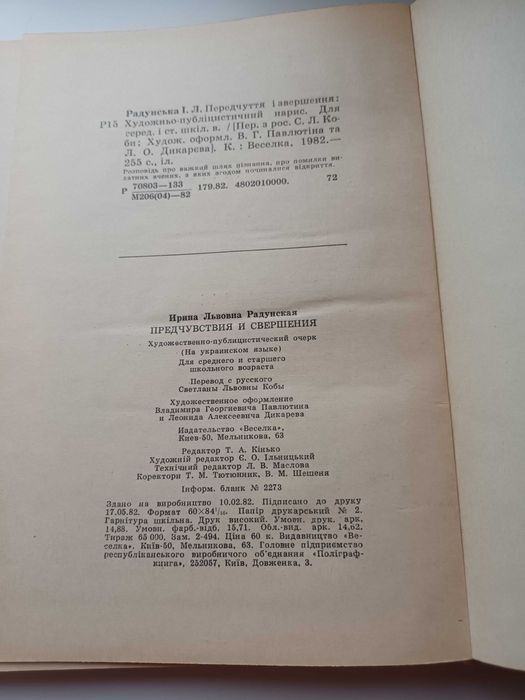 Радунська І. Л. Передчуття і звершення:
Р15 Художньо-публіцистичний нарис. Для
серед. і ст. шкіл. в. / [Пер. з рос. С. Л. Ко-
би; Худож. оформл. В. Г. Павлютіна та
Л. О. Дикарева]. К. : Веселка, 1982.—
255 с., іл.
Розповідь про важкий шлях пізнання, про помилки ви-
датних вчених, з яких згодом починалися відкриття.
Р 70803—133 179.82. 4802010000. 72
М206(04)—82
Ирина Львовна Радунская
ПРЕДЧУВСТВИЯ И СВЕРШЕНИЯ
Художественно-публицистический очерк
(На украинском языке)
Для среднего и старшего
школьного возраста
Перевод с русского
Светланы Львовны Кобы
Художественное оформление
Владимира Георгиевича Павлютина
и Леонида Алексеевича Дикарева
Издательство «Веселка»,
Киев-50, Мельникова, 63
Редактор Т. А. Кінько
Художній редактор Є. О. Ільницький
Технічний редактор Л. В. Маслова
Коректори Т. М. Тютюнник, В. М. Шешеня
Інформ. бланк № 2273
Здано на виробництво 10.02.82. Підписано до друку
17.05.82. Формат 60×84¹/₁₆. Папір друкарський № 2.
Гарнітура шкільна. Друк високий. Умовн. друк. арк.
14,88. Умовн. фарб.-відб. 15,71. Обл.-вид. арк. 14,62.
Тираж 65 000. Зам. 2-494. Ціна 60 к. Видавництво «Ве-
селка», Київ-50, Мельникова, 63. Головне підприємство
республіканського виробничого об'єднання «Поліграф-
книга», 252057, Київ, Довженка, 3.